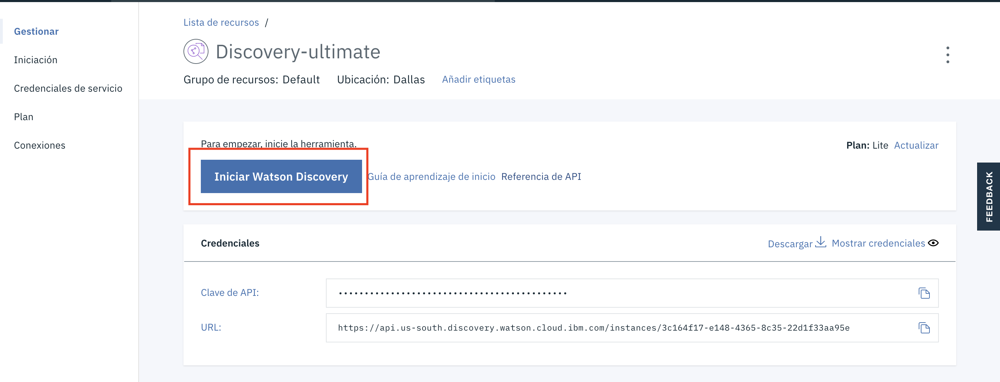 Gestionar
Iniciación
Credenciales de servicio
Plan
Conexiones
Lista de recursos /
Discovery-ultimate
Grupo de recursos: Default Ubicación: Dallas Añadir etiquetas
Para empezar, inicie la herramienta.
Plan: Lite Actualizar
Iniciar Watson Discovery Guía de aprendizaje de inicio Referencia de API
FEEDBACK
Credenciales
Descargar Mostrar credenciales
Clave de API: ••••••••••••••••••••••••••••••••••••••••••••
URL: https://api.us-south.discovery.watson.cloud.ibm.com/instances/3c164f17-e148-4365-8c35-22d1f33aa95e